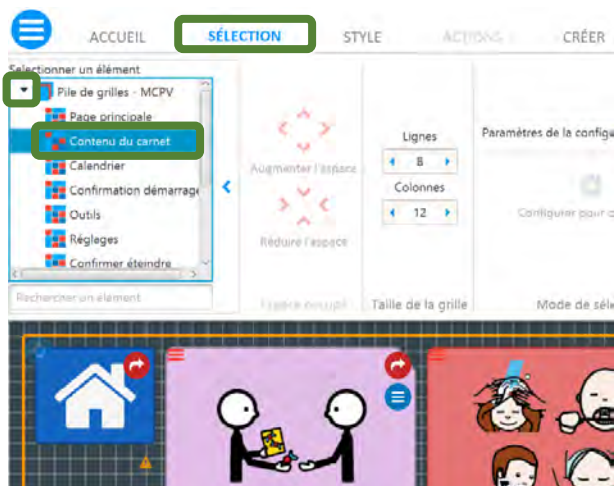 ACCUEIL SÉLECTION STYLE ACTIONS CRÉER
Sélectionner un élément
Pile de grilles - MCPV
Page principale
Contenu du carnet
Calendrier
Confirmation démarrage
Outils
Réglages
Confirmer éteindre
Rechercher un élément
Augmenter l'espace
Réduire l'espace
Espace occupé
Lignes
8
Colonnes
12
Taille de la grille
Paramètres de la configu
Configurer pour
Mode de séle